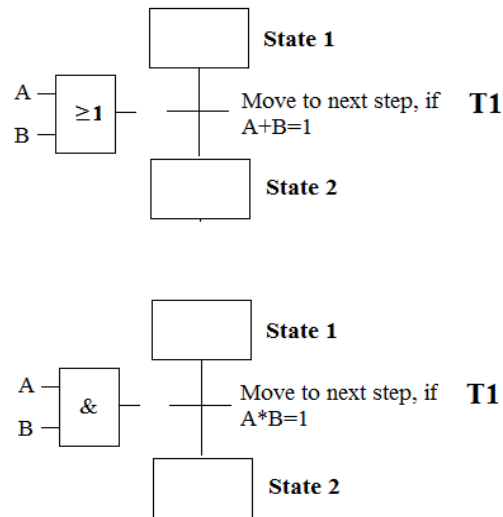 State 1
A
B
≥1
Move to next step, if
A+B=1
T1
State 2
State 1
A
B
&
Move to next step, if
A*B=1
T1
State 2